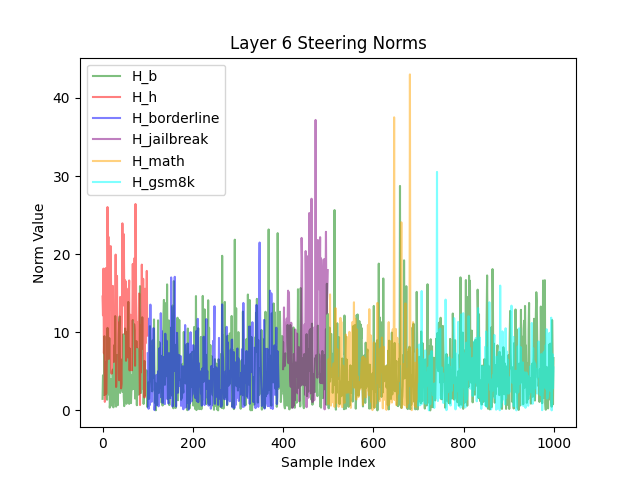 Layer 6 Steering Norms
H_b
H_h
H_borderline
H_jailbreak
H_math
H_gsm8k
Norm Value
40
30
20
10
0
0
200
400
600
800
1000
Sample Index